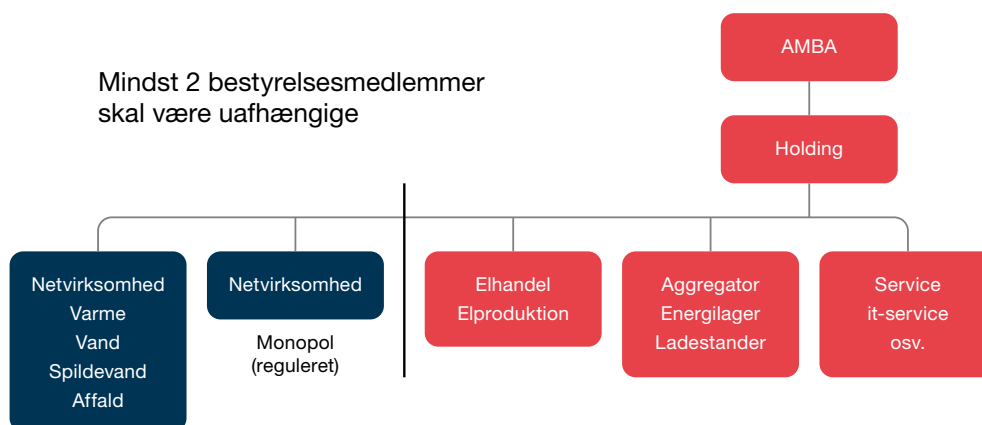 AMBA
Mindst 2 bestyrelsesmedlemmer
skal være uafhængige
Holding
Netvirksomhed
Varme
Vand
Spildevand
Affald
Netvirksomhed
Monopol
(reguleret)
Elhandel
Elproduktion
Aggregator
Energilager
Ladestander
Service
it-service
osv.